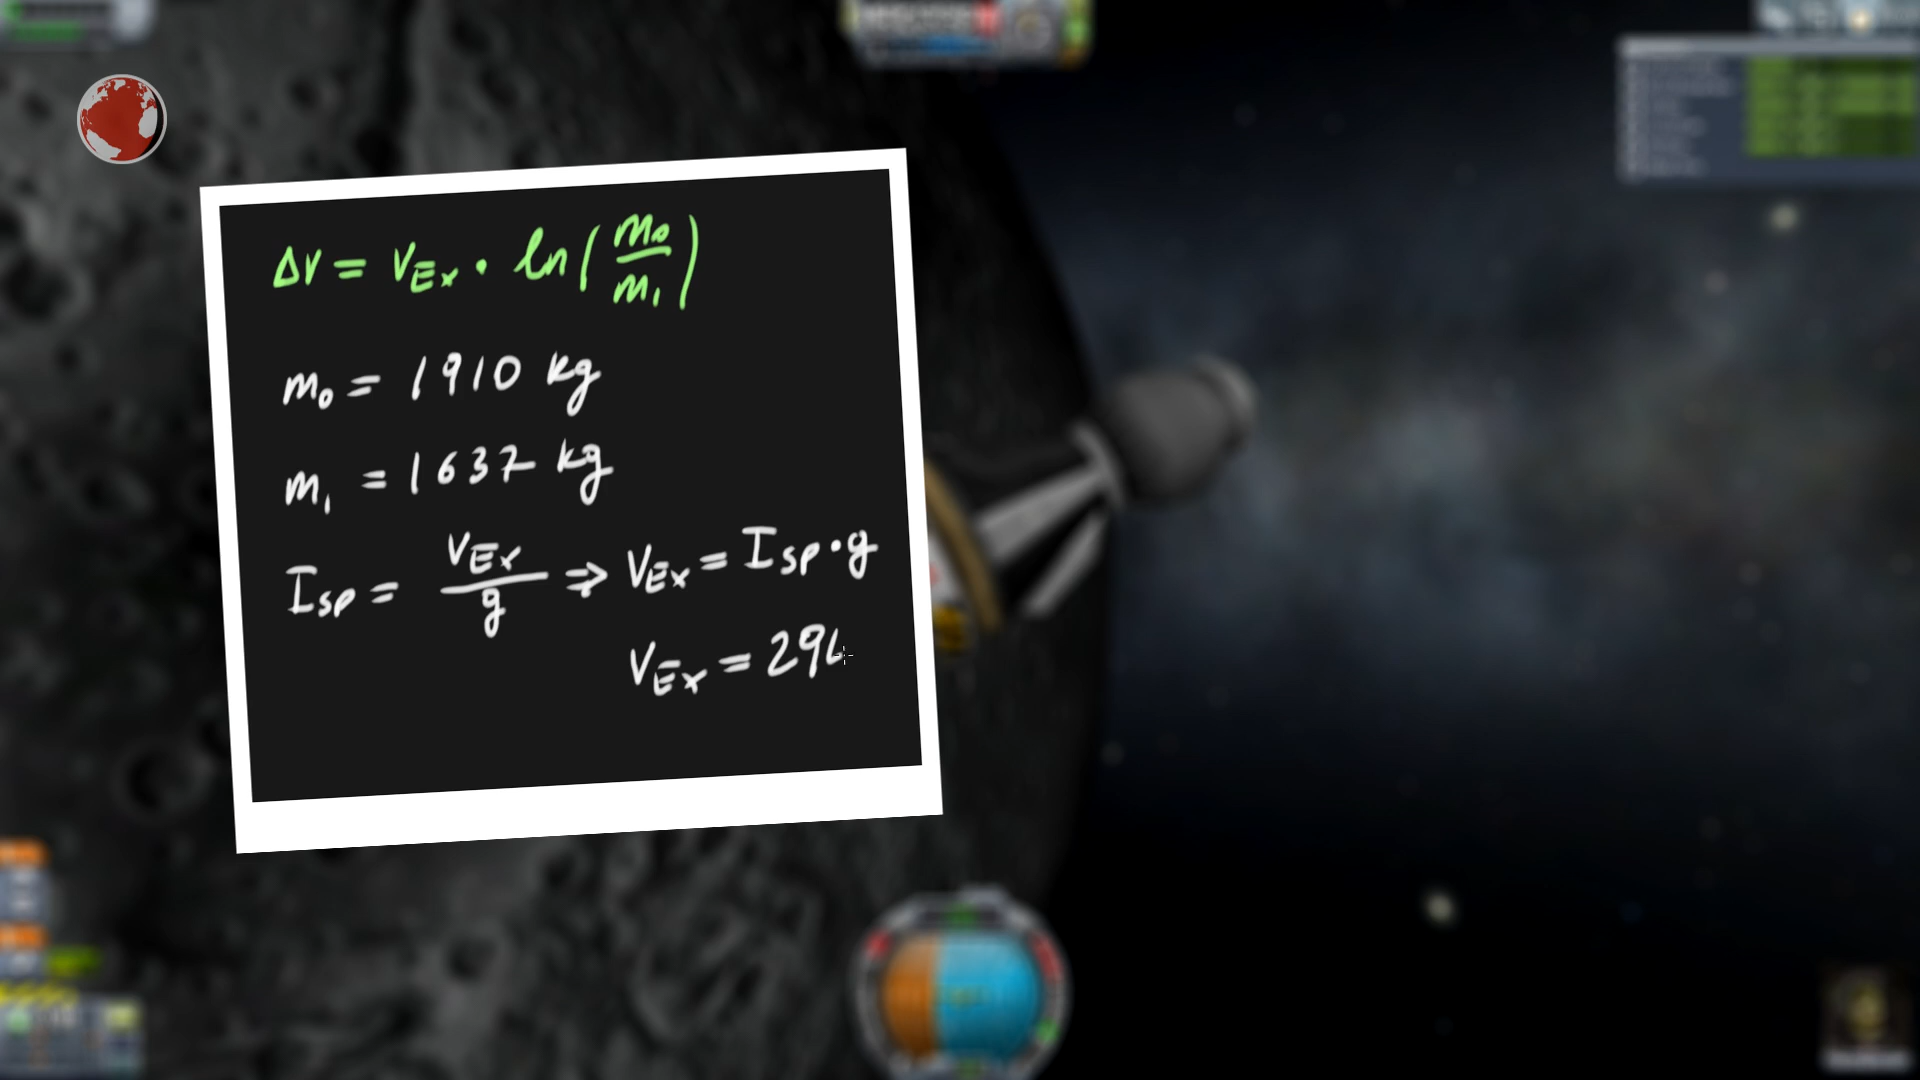 Δv = vEx · ln(m₀/m₁)
m₀ = 1910 kg
m₁ = 1637 kg
Isp = vEx/g ⇒ vEx = Isp · g
vEx = 29